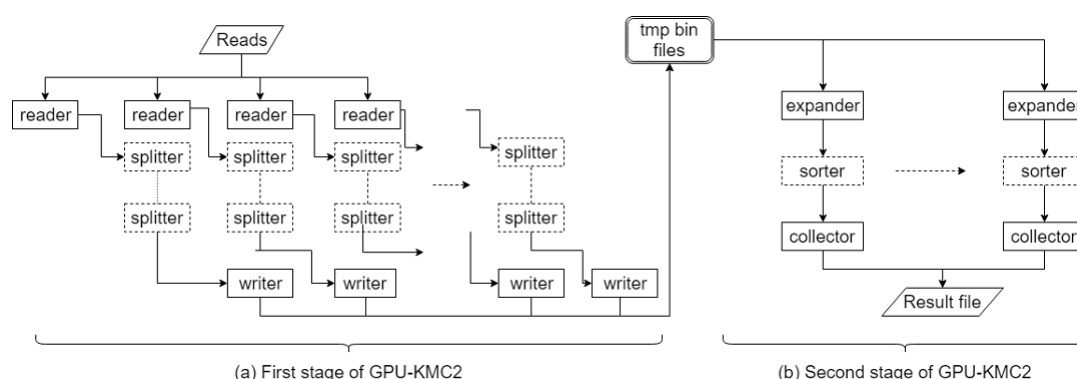 Reads
tmp bin
files
reader reader reader reader
expander expander
splitter splitter splitter splitter
sorter sorter
splitter splitter splitter splitter
collector collector
writer writer writer writer
Result file
(a) First stage of GPU-KMC2
(b) Second stage of GPU-KMC2